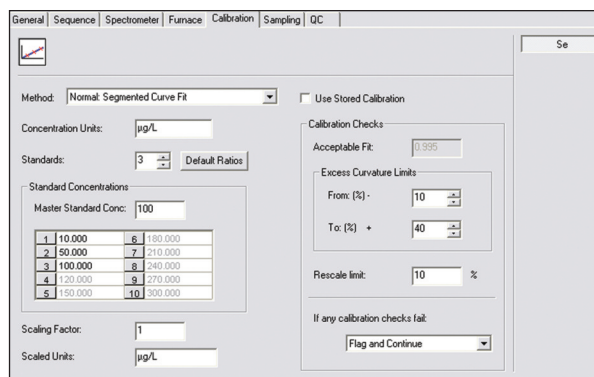 General Sequence Spectrometer Furnace Calibration Sampling QC
Se
Method: Normal: Segmented Curve Fit
Use Stored Calibration
Concentration Units: µg/L
Standards: 3 Default Ratios
Standard Concentrations
Master Standard Conc: 100
1 10.000 6 180.000
2 50.000 7 210.000
3 100.000 8 240.000
4 120.000 9 270.000
5 150.000 10 300.000
Scaling Factor: 1
Scaled Units: µg/L
Calibration Checks
Acceptable Fit: 0.995
Excess Curvature Limits
From: (%) - 10
To: (%) + 40
Rescale limit: 10 %
If any calibration checks fail:
Flag and Continue